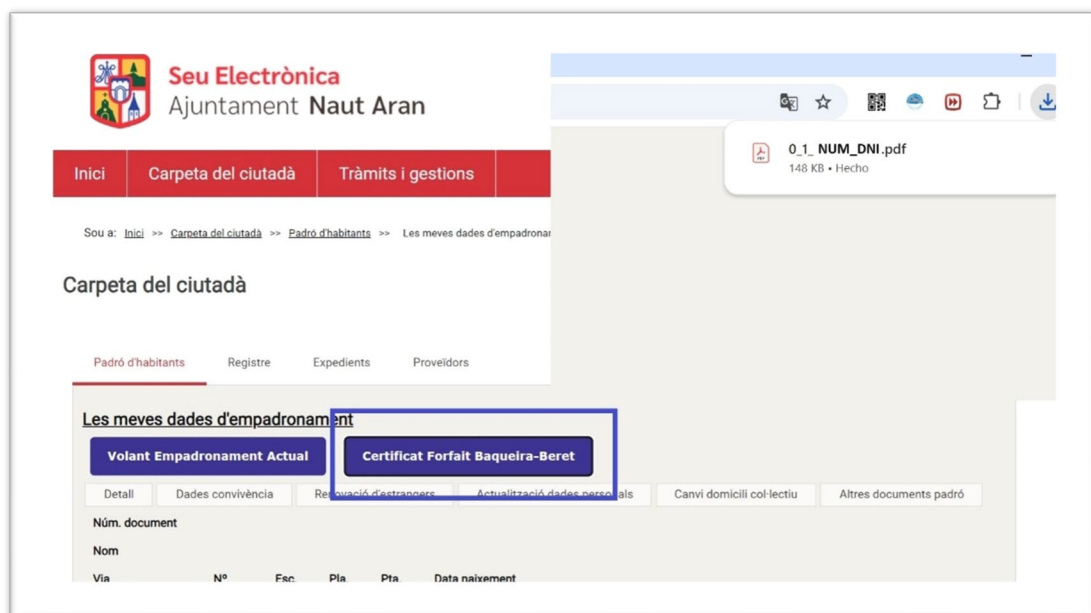 Seu Electrònica
Ajuntament Naut Aran
0_1_ NUM_DNI.pdf
148 KB • Hecho
Inici Carpeta del ciutadà Tràmits i gestions
Sou a: Inici >> Carpeta del ciutadà >> Padró d'habitants >> Les meves dades d'empadronar
Carpeta del ciutadà
Padró d'habitants Registre Expedients Proveïdors
Les meves dades d'empadronament
Volant Empadronament Actual Certificat Forfait Baqueira-Beret
Detall Dades convivència Renovació d'estrangers Actualització dades personals Canvi domicili col·lectiu Altres documents padró
Núm. document
Nom
Via Nº Esc. Pla. Pta. Data naixement